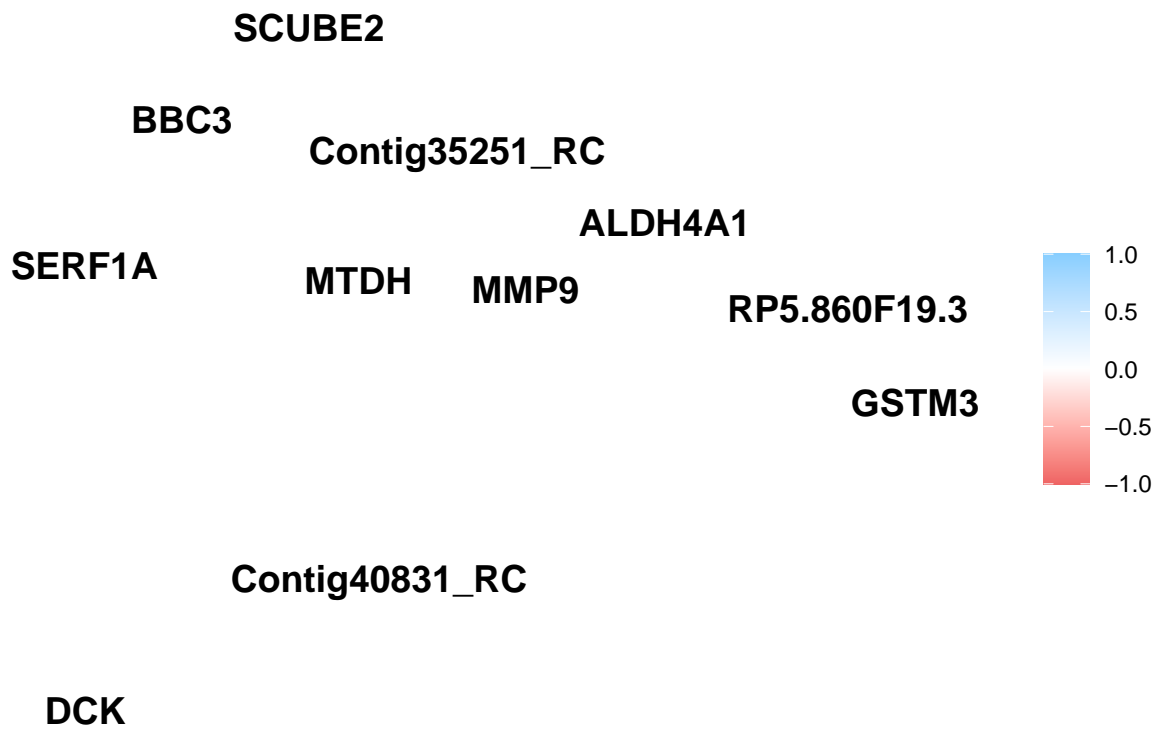 SCUBE2
BBC3
Contig35251_RC
ALDH4A1
SERF1A
MTDH
MMP9
RP5.860F19.3
GSTM3
Contig40831_RC
DCK
1.0
0.5
0.0
−0.5
−1.0